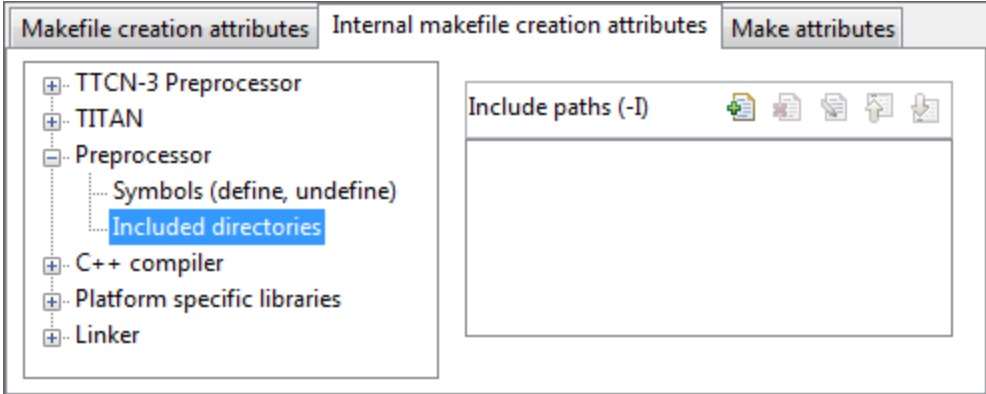 Makefile creation attributes
Internal makefile creation attributes
Make attributes
TTCN-3 Preprocessor
TITAN
Preprocessor
Symbols (define, undefine)
Included directories
C++ compiler
Platform specific libraries
Linker
Include paths (-I)